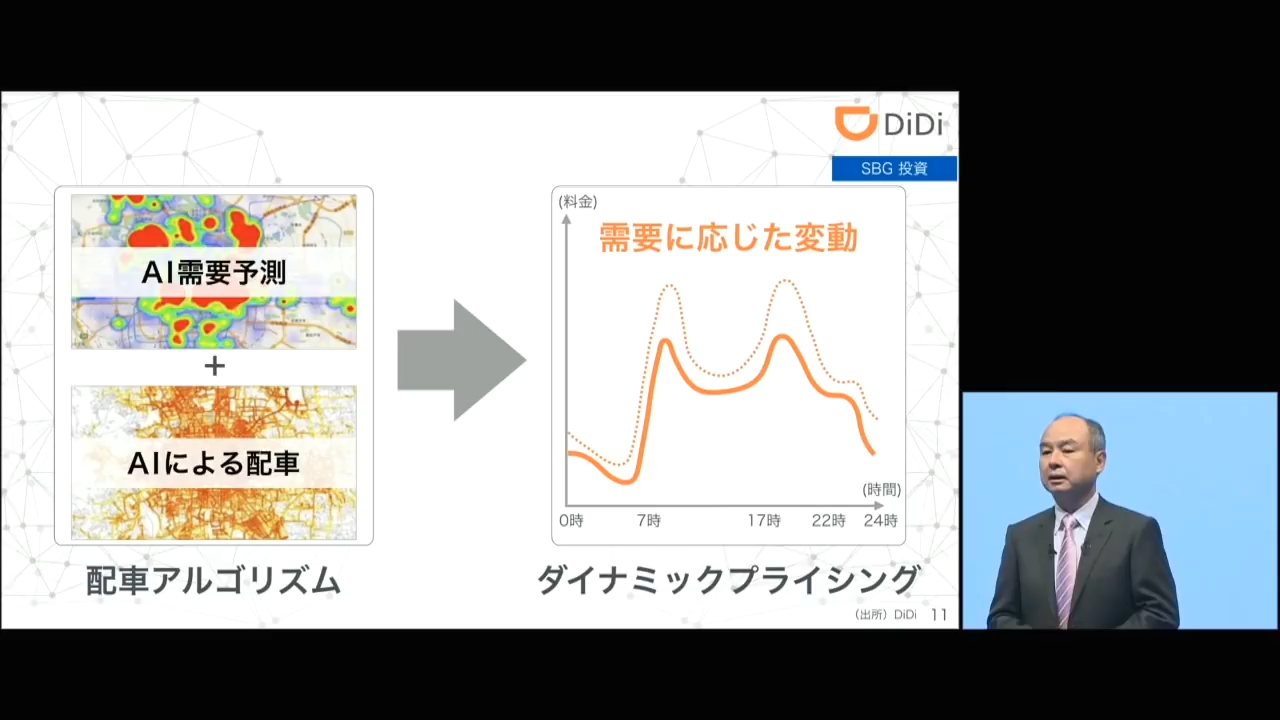 DiDi
SBG 投資
AI需要予測
+
AIによる配車
配車アルゴリズム
(料金)
需要に応じた変動
(時間)
0時 7時 17時 22時 24時
ダイナミックプライシング
(出所) DiDi 11